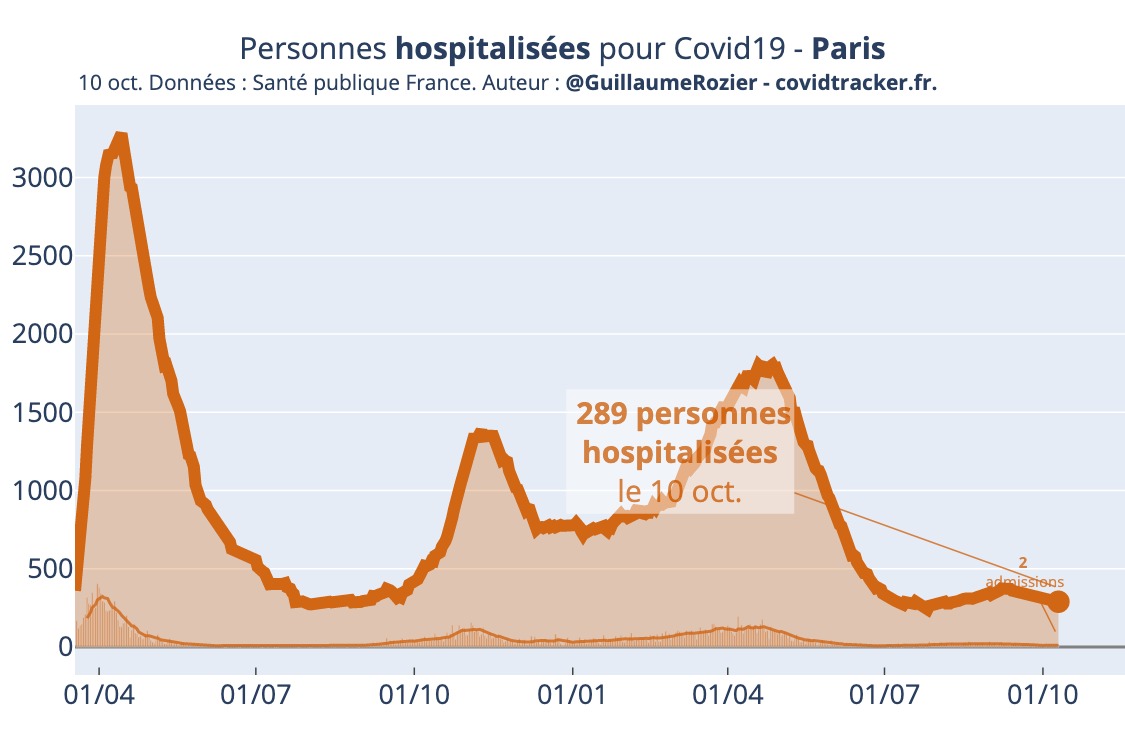 Personnes hospitalisées pour Covid19 - Paris
10 oct. Données : Santé publique France. Auteur : @GuillaumeRozier - covidtracker.fr.
3000
2500
2000
1500
1000
500
0
289 personnes
hospitalisées
le 10 oct.
2
admissions
01/04
01/07
01/10
01/01
01/04
01/07
01/10